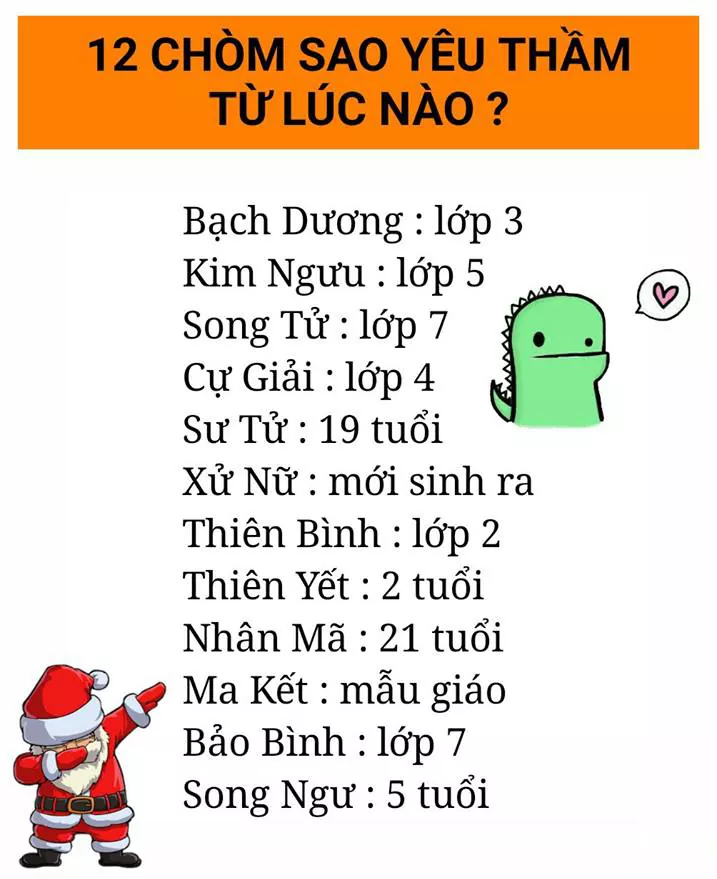 12 CHÒM SAO YÊU THẦM
TỪ LÚC NÀO ?
Bạch Dương : lớp 3
Kim Ngưu : lớp 5
Song Tử : lớp 7
Cự Giải : lớp 4
Sư Tử : 19 tuổi
Xử Nữ : mới sinh ra
Thiên Bình : lớp 2
Thiên Yết : 2 tuổi
Nhân Mã : 21 tuổi
Ma Kết : mẫu giáo
Bảo Bình : lớp 7
Song Ngư : 5 tuổi